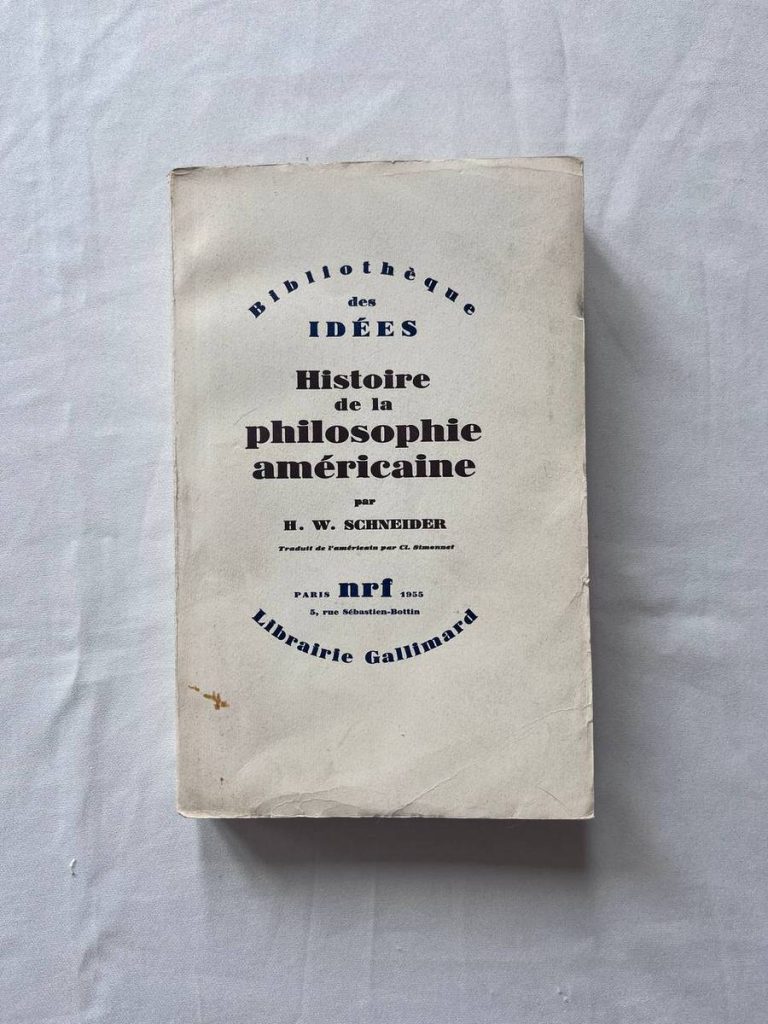 Bibliothèque
des
IDÉES
Histoire
de la
philosophie
américaine
par
H. W. SCHNEIDER
Traduit de l'américain par Cl. Simonnet
PARIS nrf 1955
5, rue Sébastien-Bottin
Librairie Gallimard